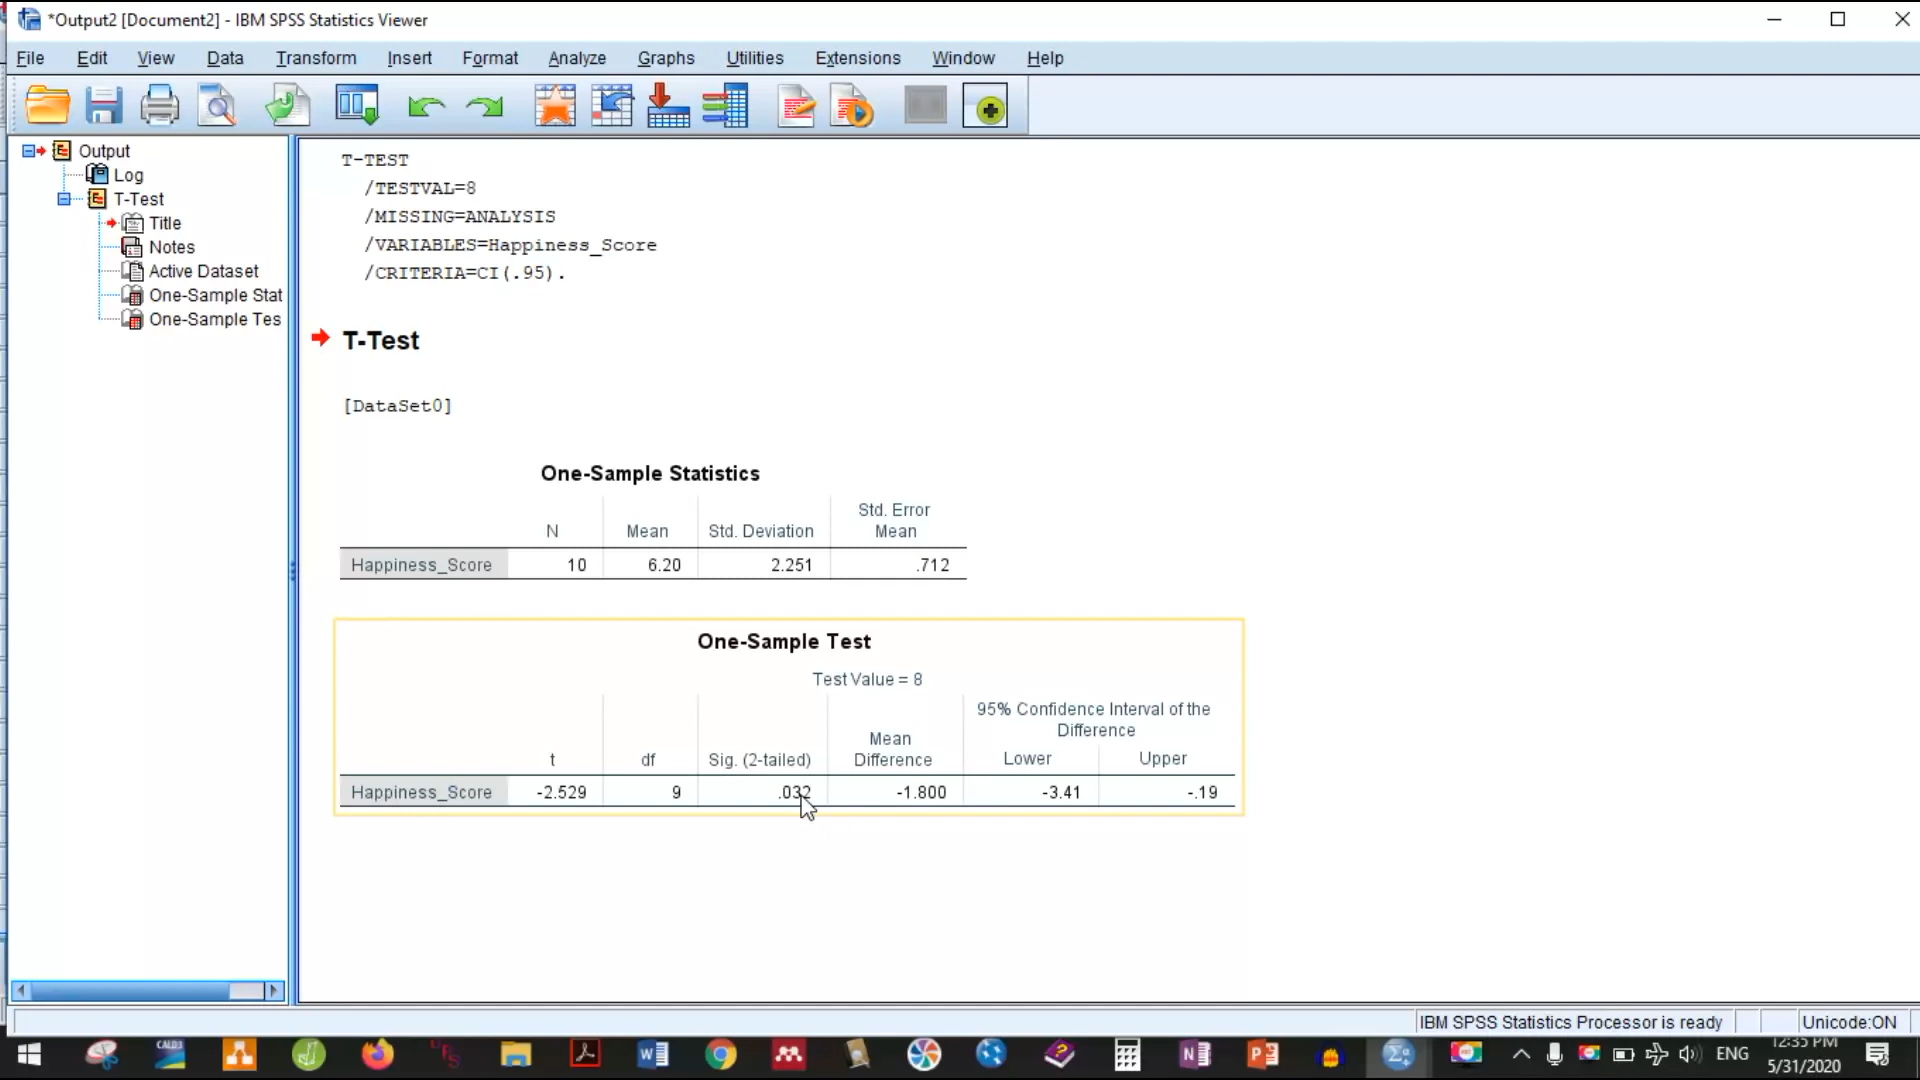 *Output2 [Document2] - IBM SPSS Statistics Viewer
File Edit View Data Transform Insert Format Analyze Graphs Utilities Extensions Window Help
Output
Log
T-Test
Title
Notes
Active Dataset
One-Sample Stat
One-Sample Tes
T-TEST
/TESTVAL=8
/MISSING=ANALYSIS
/VARIABLES=Happiness_Score
/CRITERIA=CI(.95).
T-Test
[DataSet0]
One-Sample Statistics
N Mean Std. Deviation Std. Error Mean
Happiness_Score 10 6.20 2.251 .712
One-Sample Test
Test Value = 8
95% Confidence Interval of the
Difference
t df Sig. (2-tailed) Mean Difference Lower Upper
Happiness_Score -2.529 9 .032 -1.800 -3.41 -.19
IBM SPSS Statistics Processor is ready Unicode:ON
CALD3
ENG
12:35 PM
5/31/2020